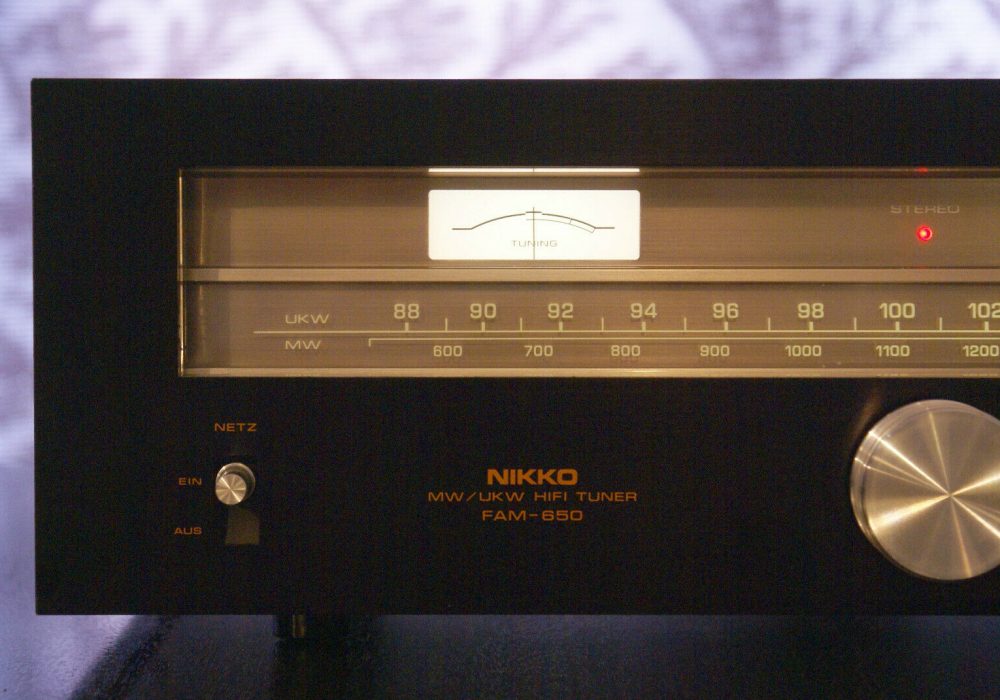 STEREO
TUNING
UKW 88 90 92 94 96 98 100 102
MW 600 700 800 900 1000 1100 1200
NETZ
EIN
AUS
NIKKO
MW/UKW HIFI TUNER
FAM-650